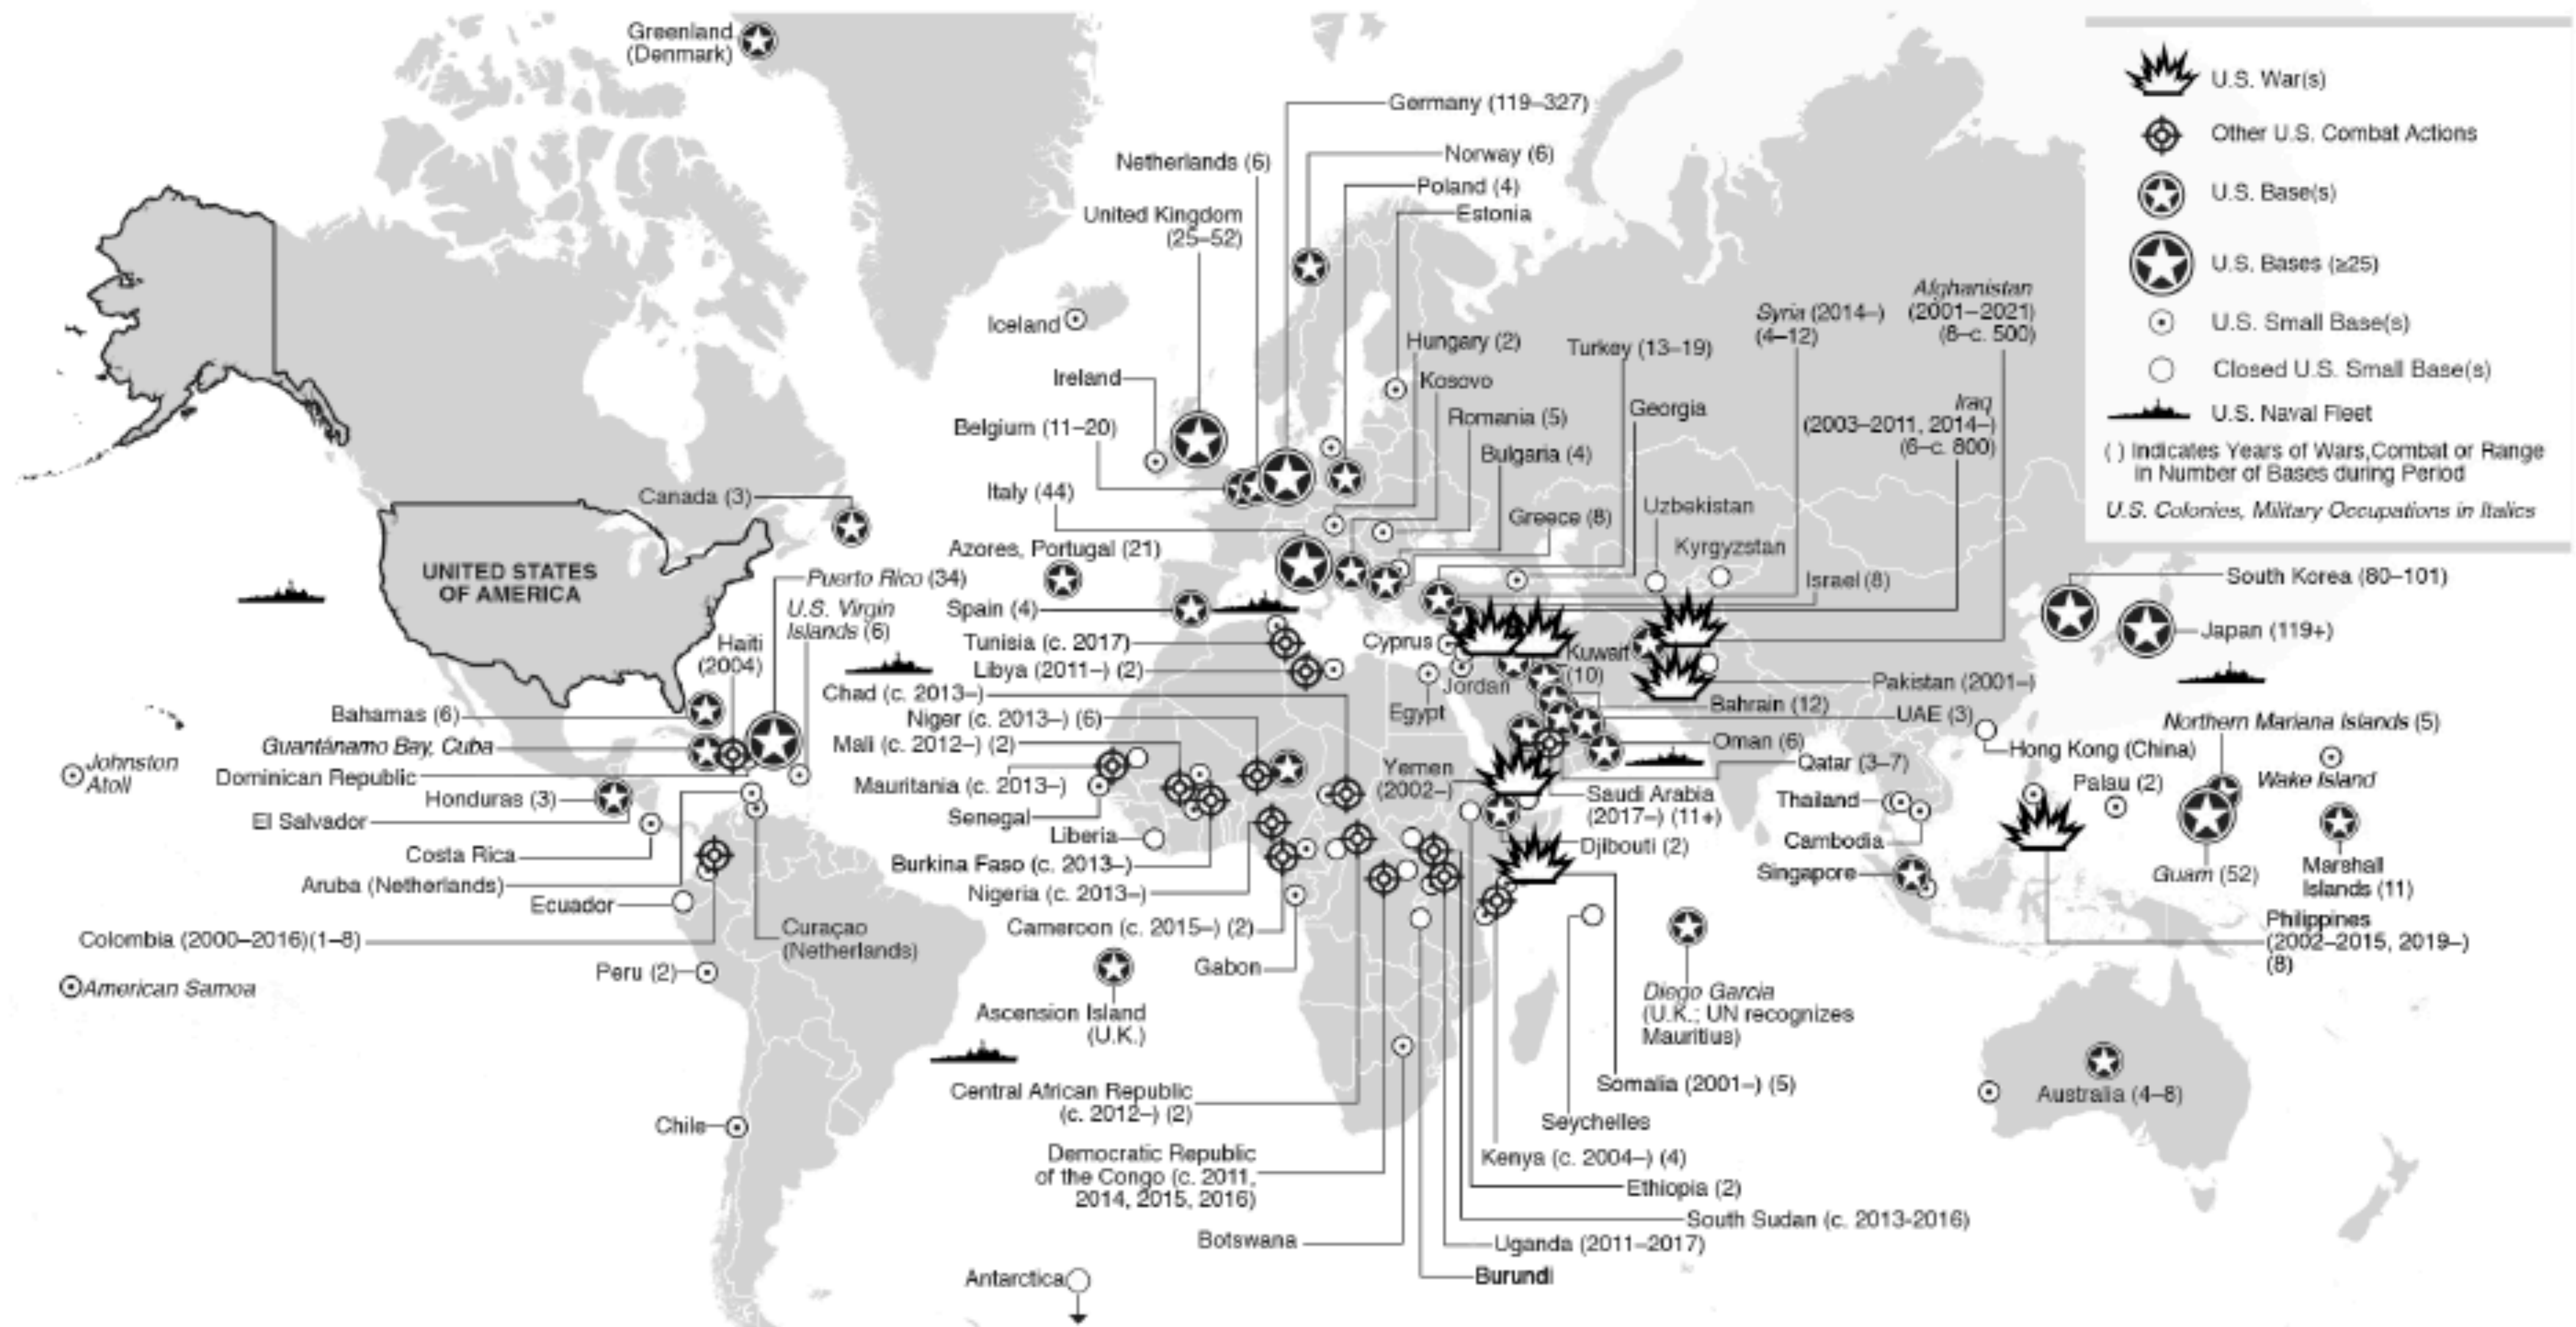 Greenland
(Denmark)
Germany (119–327)
Netherlands (6)
Norway (6)
Poland (4)
Estonia
United Kingdom
(25–52)
Iceland
Ireland
Belgium (11–20)
Italy (44)
Azores, Portugal (21)
Spain (4)
Tunisia (c. 2017)
Libya (2011–) (2)
Chad (c. 2013–)
Niger (c. 2013–) (6)
Mali (c. 2012–) (2)
Mauritania (c. 2013–)
Senegal
Liberia
Burkina Faso (c. 2013–)
Nigeria (c. 2013–)
Cameroon (c. 2015–) (2)
Gabon
Ascension Island
(U.K.)
Central African Republic
(c. 2012–) (2)
Democratic Republic
of the Congo (c. 2011,
2014, 2015, 2016)
Botswana
Antarctica
Hungary (2)
Kosovo
Romania (5)
Bulgaria (4)
Greece (8)
Turkey (13–19)
Georgia
Syria (2014–)
(4–12)
Afghanistan
(2001–2021)
(8–c. 500)
Iraq
(2003–2011, 2014–)
(6–c. 800)
Uzbekistan
Kyrgyzstan
Israel (8)
Cyprus
Egypt
Jordan
Kuwait
(10)
Pakistan (2001–)
Bahrain (12)
UAE (3)
Oman (6)
Qatar (3–7)
Yemen
(2002–)
Saudi Arabia
(2017–) (11+)
Djibouti (2)
Diego Garcia
(U.K.; UN recognizes
Mauritius)
Somalia (2001–) (5)
Seychelles
Kenya (c. 2004–) (4)
Ethiopia (2)
South Sudan (c. 2013-2016)
Uganda (2011–2017)
Burundi
Canada (3)
UNITED STATES
OF AMERICA
Puerto Rico (34)
U.S. Virgin
Islands (6)
Haiti
(2004)
Bahamas (6)
Guantánamo Bay, Cuba
Dominican Republic
Honduras (3)
El Salvador
Costa Rica
Aruba (Netherlands)
Ecuador
Colombia (2000–2016)(1–8)
Curaçao
(Netherlands)
Peru (2)
Chile
Johnston
Atoll
American Samoa
South Korea (80–101)
Japan (119+)
Northern Mariana Islands (5)
Hong Kong (China)
Palau (2)
Wake Island
Thailand
Cambodia
Singapore
Guam (52)
Marshall
Islands (11)
Philippines
(2002–2015, 2019–)
(8)
Australia (4–8)
U.S. War(s)
Other U.S. Combat Actions
U.S. Base(s)
U.S. Bases (≥25)
U.S. Small Base(s)
Closed U.S. Small Base(s)
U.S. Naval Fleet
( ) Indicates Years of Wars,Combat or Range
in Number of Bases during Period
U.S. Colonies, Military Occupations in Italics